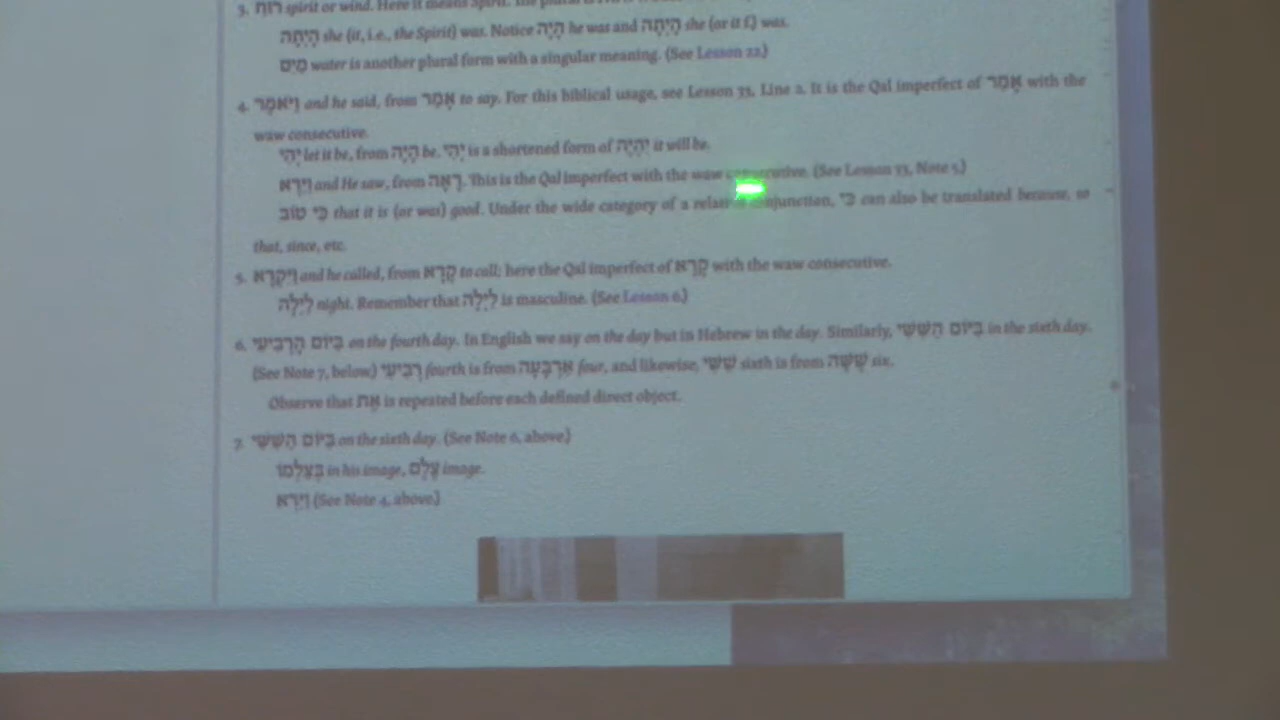 3. רוּחַ spirit or wind. Here it means Spirit. The plural is
הָיְתָה she (it, i.e., the Spirit) was. Notice הָיָה he was and הָיְתָה she (or it f.) was.
מַיִם water is another plural form with a singular meaning. (See Lesson 22.)
4. וַיֹּאמֶר and he said, from אָמַר to say. For this biblical usage, see Lesson 33, Line 2. It is the Qal imperfect of אָמַר with the
waw consecutive.
יְהִי let it be, from הָיָה be. יְהִי is a shortened form of יִהְיֶה it will be.
וַיַּרְא and He saw, from רָאָה. This is the Qal imperfect with the waw consecutive. (See Lesson 33, Note 5.)
כִּי טוֹב that it is (or was) good. Under the wide category of a relative conjunction, כִּי can also be translated because, so
that, since, etc.
5. וַיִּקְרָא and he called, from קָרָא to call; here the Qal imperfect of קָרָא with the waw consecutive.
לַיְלָה night. Remember that לַיְלָה is masculine. (See Lesson 6.)
6. בַּיּוֹם הָרְבִיעִי on the fourth day. In English we say on the day but in Hebrew in the day. Similarly, בַּיּוֹם הַשִּׁשִּׁי in the sixth day.
(See Note 7, below) רְבִיעִי fourth is from אַרְבָּעָה four, and likewise, שִׁשִּׁי sixth is from שִׁשָּׁה six.
Observe that אֵת is repeated before each defined direct object.
7. בַּיּוֹם הַשִּׁשִּׁי on the sixth day. (See Note 6, above)
בְּצַלְמוֹ in his image, צֶלֶם image.
וַיַּרְא (See Note 4, above)